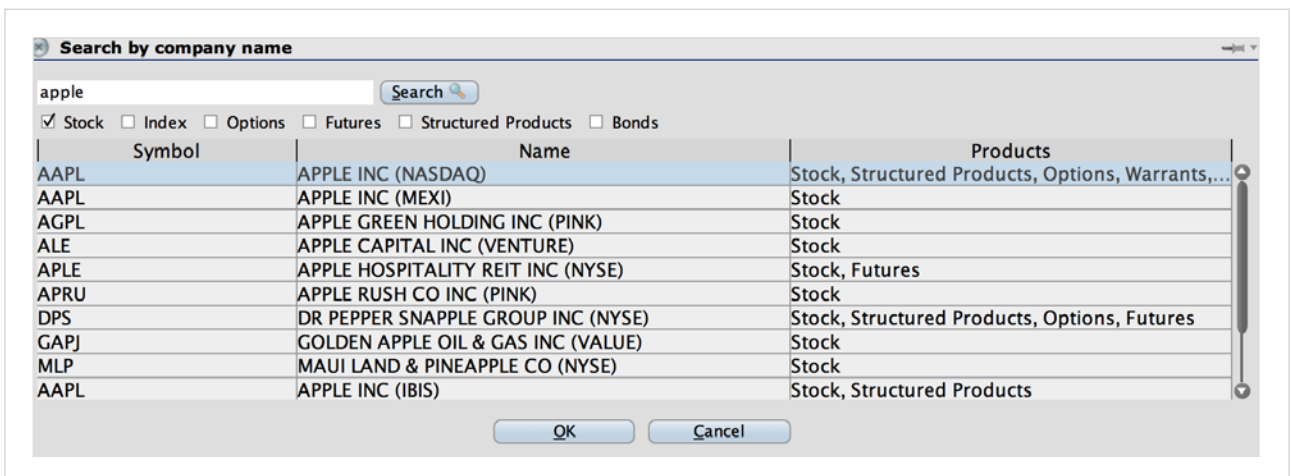 Search by company name
apple Search
Stock Index Options Futures Structured Products Bonds
Symbol Name Products
AAPL APPLE INC (NASDAQ) Stock, Structured Products, Options, Warrants,...
AAPL APPLE INC (MEXI) Stock
AGPL APPLE GREEN HOLDING INC (PINK) Stock
ALE APPLE CAPITAL INC (VENTURE) Stock
APLE APPLE HOSPITALITY REIT INC (NYSE) Stock, Futures
APRU APPLE RUSH CO INC (PINK) Stock
DPS DR PEPPER SNAPPLE GROUP INC (NYSE) Stock, Structured Products, Options, Futures
GAPJ GOLDEN APPLE OIL & GAS INC (VALUE) Stock
MLP MAUI LAND & PINEAPPLE CO (NYSE) Stock
AAPL APPLE INC (IBIS) Stock, Structured Products
OK Cancel